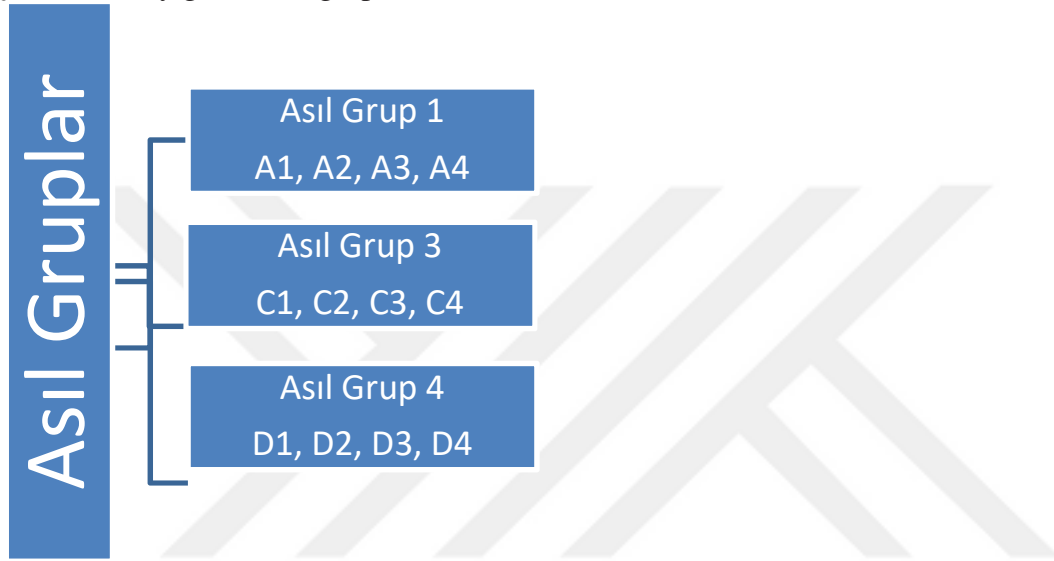 Asıl Gruplar
Asıl Grup 1
A1, A2, A3, A4
Asıl Grup 3
C1, C2, C3, C4
Asıl Grup 4
D1, D2, D3, D4